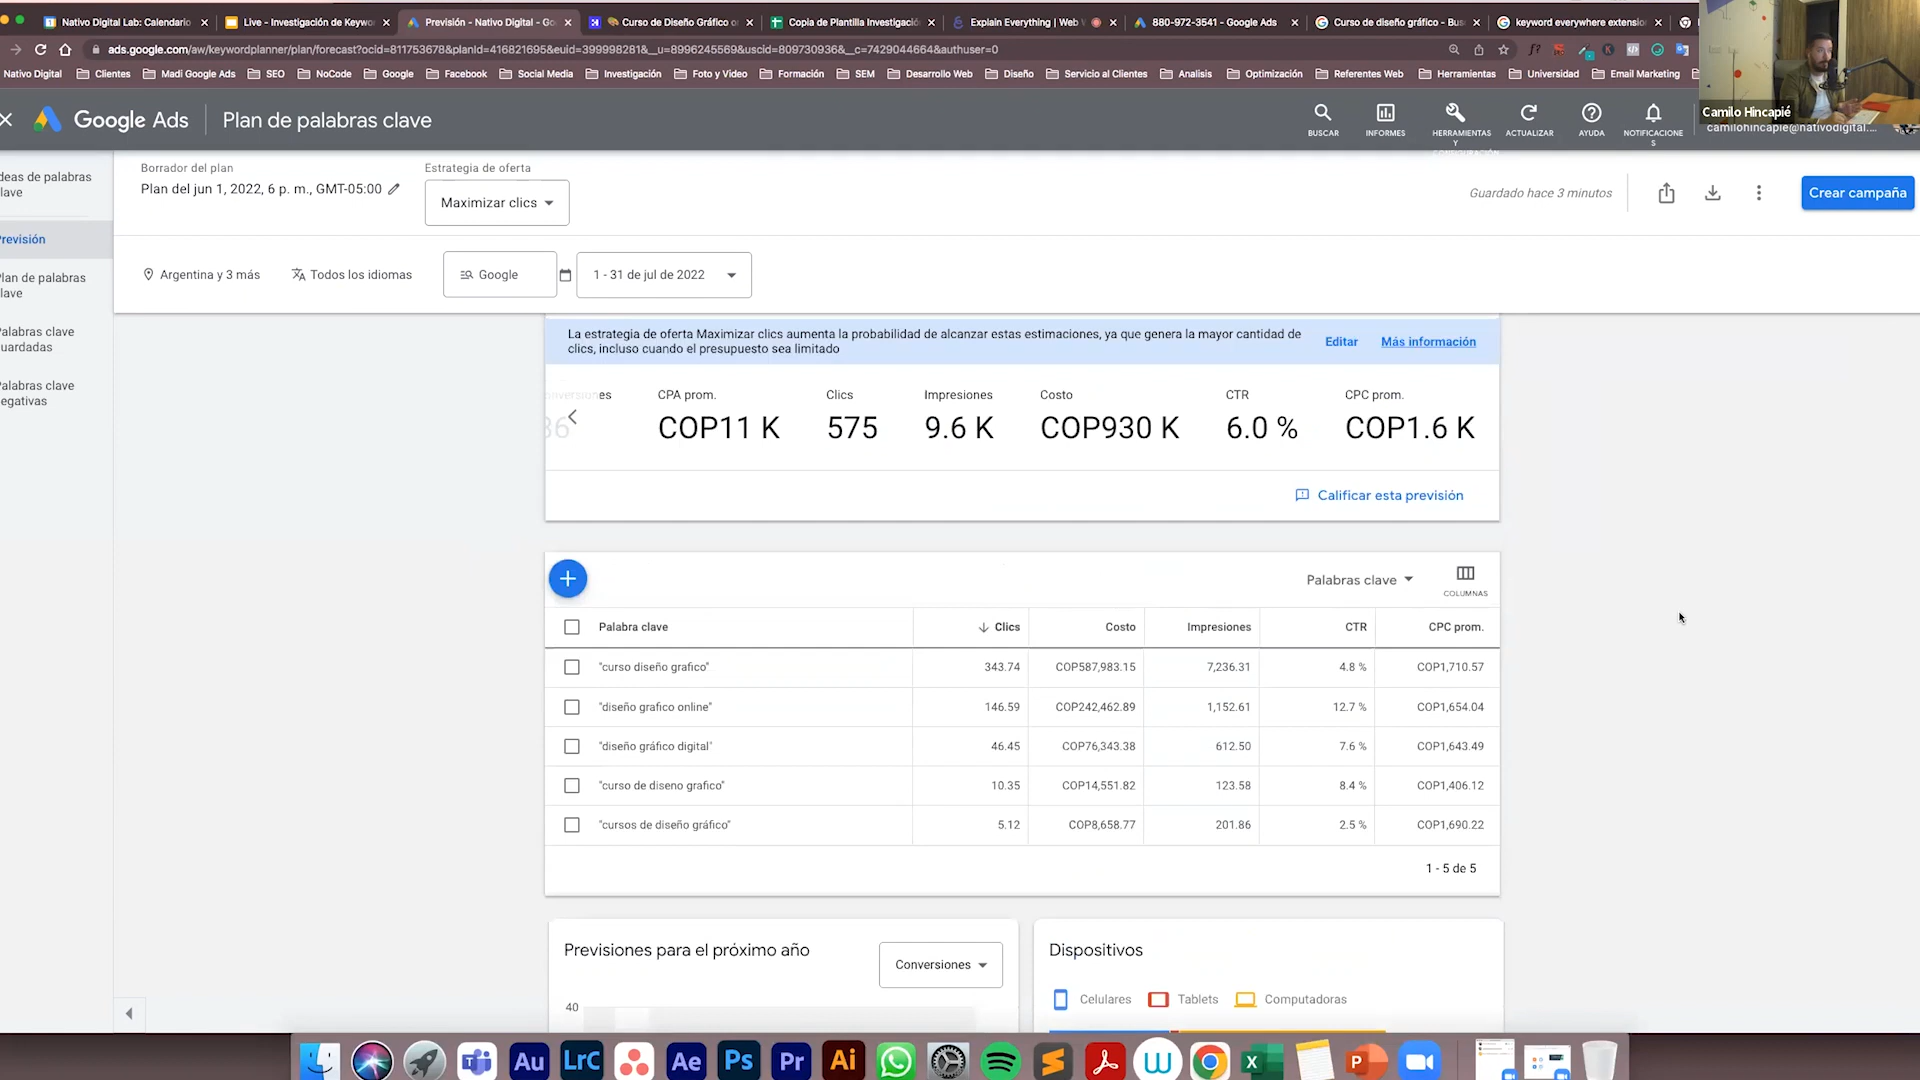 Nativo Digital Lab: Calendario
Live - Investigación de Keyw
Previsión - Nativo Digital - Go
Curso de Diseño Gráfico o
Copia de Plantilla Investigació
Explain Everything | Web
880-972-3541 - Google Ads
Curso de diseño gráfico - Bus
keyword everywhere extension
ads.google.com/aw/keywordplanner/plan/forecast?ocid=811753678&planId=416821695&euid=399998281&__u=8996245569&uscid=809730936&__c=7429044664&authuser=0
Nativo Digital
Clientes
Madi Google Ads
SEO
NoCode
Google
Facebook
Social Media
Investigación
Foto y Video
Formación
SEM
Desarrollo Web
Diseño
Servicio al Clientes
Analisis
Optimización
Referentes Web
Herramientas
Universidad
Email Marketing
Camilo Hincapié
camilohincapie@nativodigital....
Google Ads
Plan de palabras clave
BUSCAR
INFORMES
HERRAMIENTAS
Y
ACTUALIZAR
AYUDA
NOTIFICACIONE
S
deas de palabras
lave
revisión
lan de palabras
lave
alabras clave
uardadas
alabras clave
egativas
Borrador del plan
Plan del jun 1, 2022, 6 p. m., GMT-05:00
Estrategia de oferta
Maximizar clics
Guardado hace 3 minutos
Crear campaña
Argentina y 3 más
Todos los idiomas
Google
1 - 31 de jul de 2022
La estrategia de oferta Maximizar clics aumenta la probabilidad de alcanzar estas estimaciones, ya que genera la mayor cantidad de
clics, incluso cuando el presupuesto sea limitado
Editar
Más información
CPA prom.
Clics
Impresiones
Costo
CTR
CPC prom.
COP11 K
575
9.6 K
COP930 K
6.0 %
COP1.6 K
Calificar esta previsión
Palabras clave
COLUMNAS
Palabra clave
Clics
Costo
Impresiones
CTR
CPC prom.
"curso diseño grafico" 343.74 COP587,983.15 7,236.31 4.8 % COP1,710.57
"diseño grafico online" 146.59 COP242,462.89 1,152.61 12.7 % COP1,654.04
"diseño gráfico digital" 46.45 COP76,343.38 612.50 7.6 % COP1,643.49
"curso de diseno grafico" 10.35 COP14,551.82 123.58 8.4 % COP1,406.12
"cursos de diseño gráfico" 5.12 COP8,658.77 201.86 2.5 % COP1,690.22
1 - 5 de 5
Previsiones para el próximo año
Conversiones
40
Dispositivos
Celulares
Tablets
Computadoras
Au
LrC
Ae
Ps
Pr
Ai
W
X
P